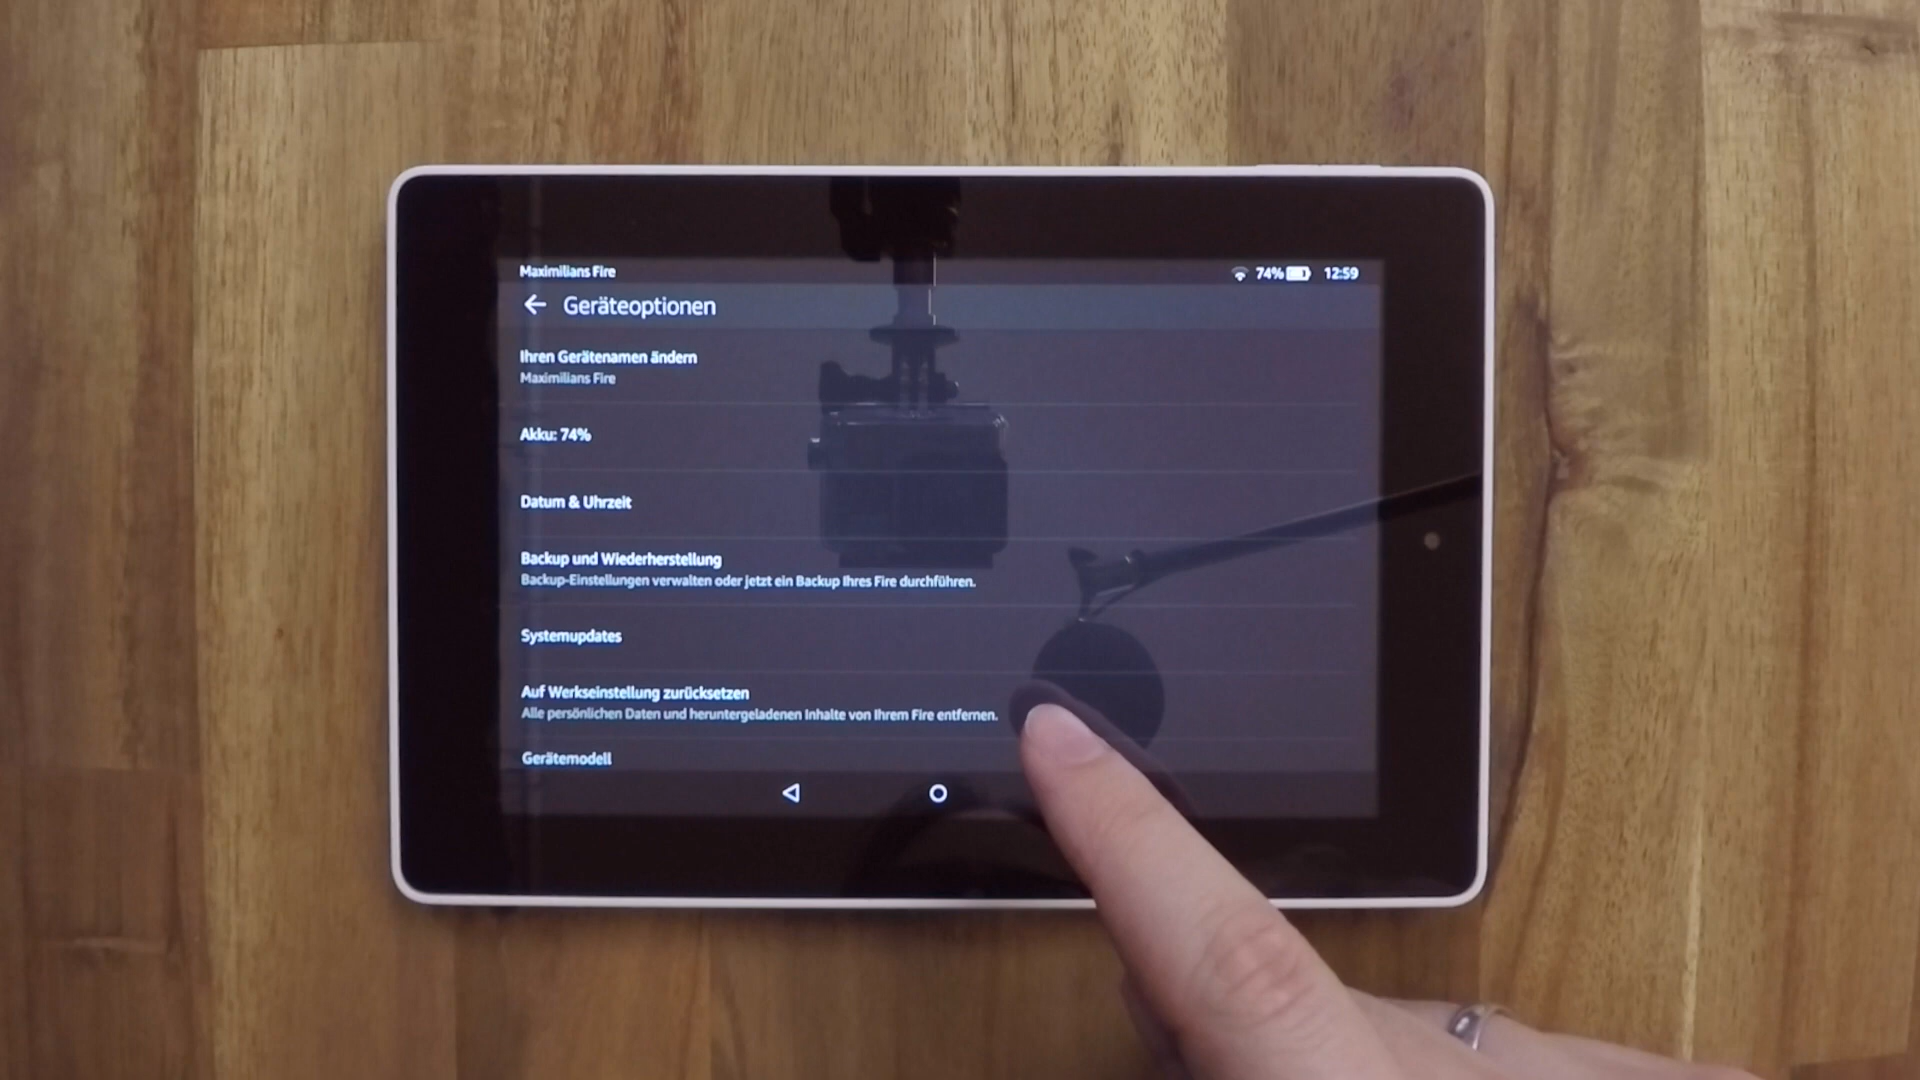 Maximilians Fire
74% 12:59
Geräteoptionen
Ihren Gerätenamen ändern
Maximilians Fire
Akku: 74%
Datum & Uhrzeit
Backup und Wiederherstellung
Backup-Einstellungen verwalten oder jetzt ein Backup Ihres Fire durchführen.
Systemupdates
Auf Werkseinstellung zurücksetzen
Alle persönlichen Daten und heruntergeladenen Inhalte von Ihrem Fire entfernen.
Gerätemodell